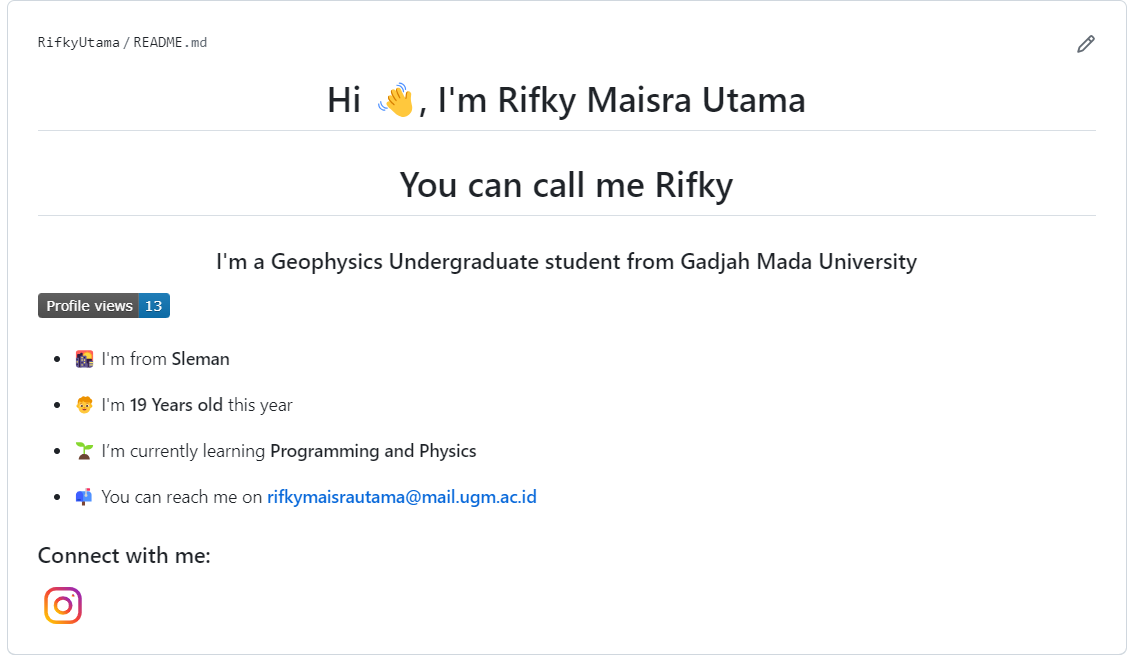 RifkyUtama / README.md
Hi 👋, I'm Rifky Maisra Utama
You can call me Rifky
I'm a Geophysics Undergraduate student from Gadjah Mada University
Profile views 13
• 🌇 I'm from Sleman
• 🧑 I'm 19 Years old this year
• 🌱 I’m currently learning Programming and Physics
• 📫 You can reach me on rifkymaisrautama@mail.ugm.ac.id
Connect with me: